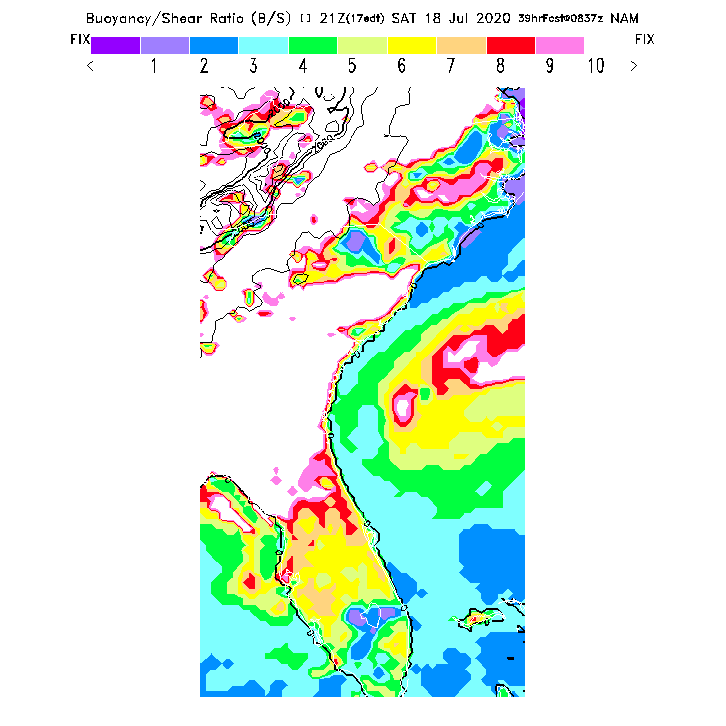 Buoyancy/Shear Ratio (B/S) [] 21Z(17edt) SAT 18 Jul 2020 39hrFcst@0837z NAM
FIX FIX
< 1 2 3 4 5 6 7 8 9 10 >